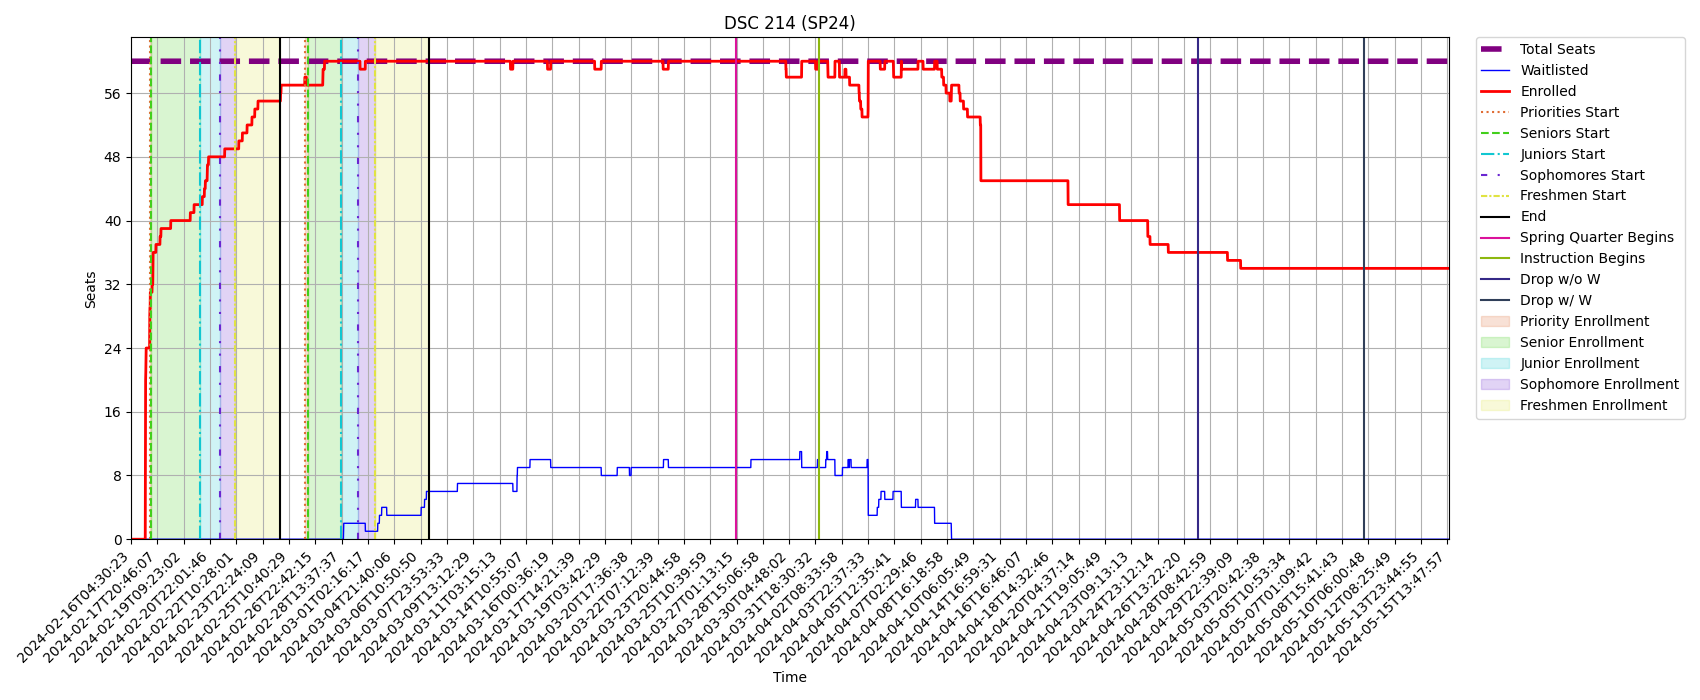 DSC 214 (SP24)
Total Seats
Waitlisted
Enrolled
Priorities Start
Seniors Start
Juniors Start
Sophomores Start
Freshmen Start
End
Spring Quarter Begins
Instruction Begins
Drop w/o W
Drop w/ W
Priority Enrollment
Senior Enrollment
Junior Enrollment
Sophomore Enrollment
Freshmen Enrollment
Seats
56
48
40
32
24
16
8
0
2024-02-16T04:30:23
2024-02-17T20:46:07
2024-02-19T09:23:02
2024-02-20T22:01:46
2024-02-22T10:28:01
2024-02-23T22:24:09
2024-02-25T10:40:29
2024-02-26T22:42:15
2024-02-28T13:37:37
2024-03-01T02:16:17
2024-03-04T21:40:06
2024-03-06T10:50:50
2024-03-07T23:53:33
2024-03-09T13:12:29
2024-03-11T03:15:13
2024-03-14T10:55:07
2024-03-16T00:36:19
2024-03-17T14:21:39
2024-03-19T03:42:29
2024-03-20T17:36:38
2024-03-22T07:12:39
2024-03-23T20:44:58
2024-03-25T10:39:59
2024-03-27T01:13:15
2024-03-28T15:06:58
2024-03-30T04:48:02
2024-03-31T18:30:32
2024-04-02T08:33:58
2024-04-03T22:37:33
2024-04-05T12:35:41
2024-04-07T02:29:46
2024-04-08T16:18:58
2024-04-10T06:05:49
2024-04-14T16:59:31
2024-04-16T16:46:07
2024-04-18T14:32:46
2024-04-20T04:37:14
2024-04-21T19:05:49
2024-04-23T09:13:13
2024-04-24T23:12:14
2024-04-26T13:22:20
2024-04-28T08:42:59
2024-04-29T22:39:09
2024-05-03T20:42:38
2024-05-05T10:53:34
2024-05-07T01:09:42
2024-05-08T15:41:43
2024-05-10T06:00:48
2024-05-12T08:25:49
2024-05-13T23:44:55
2024-05-15T13:47:57
Time